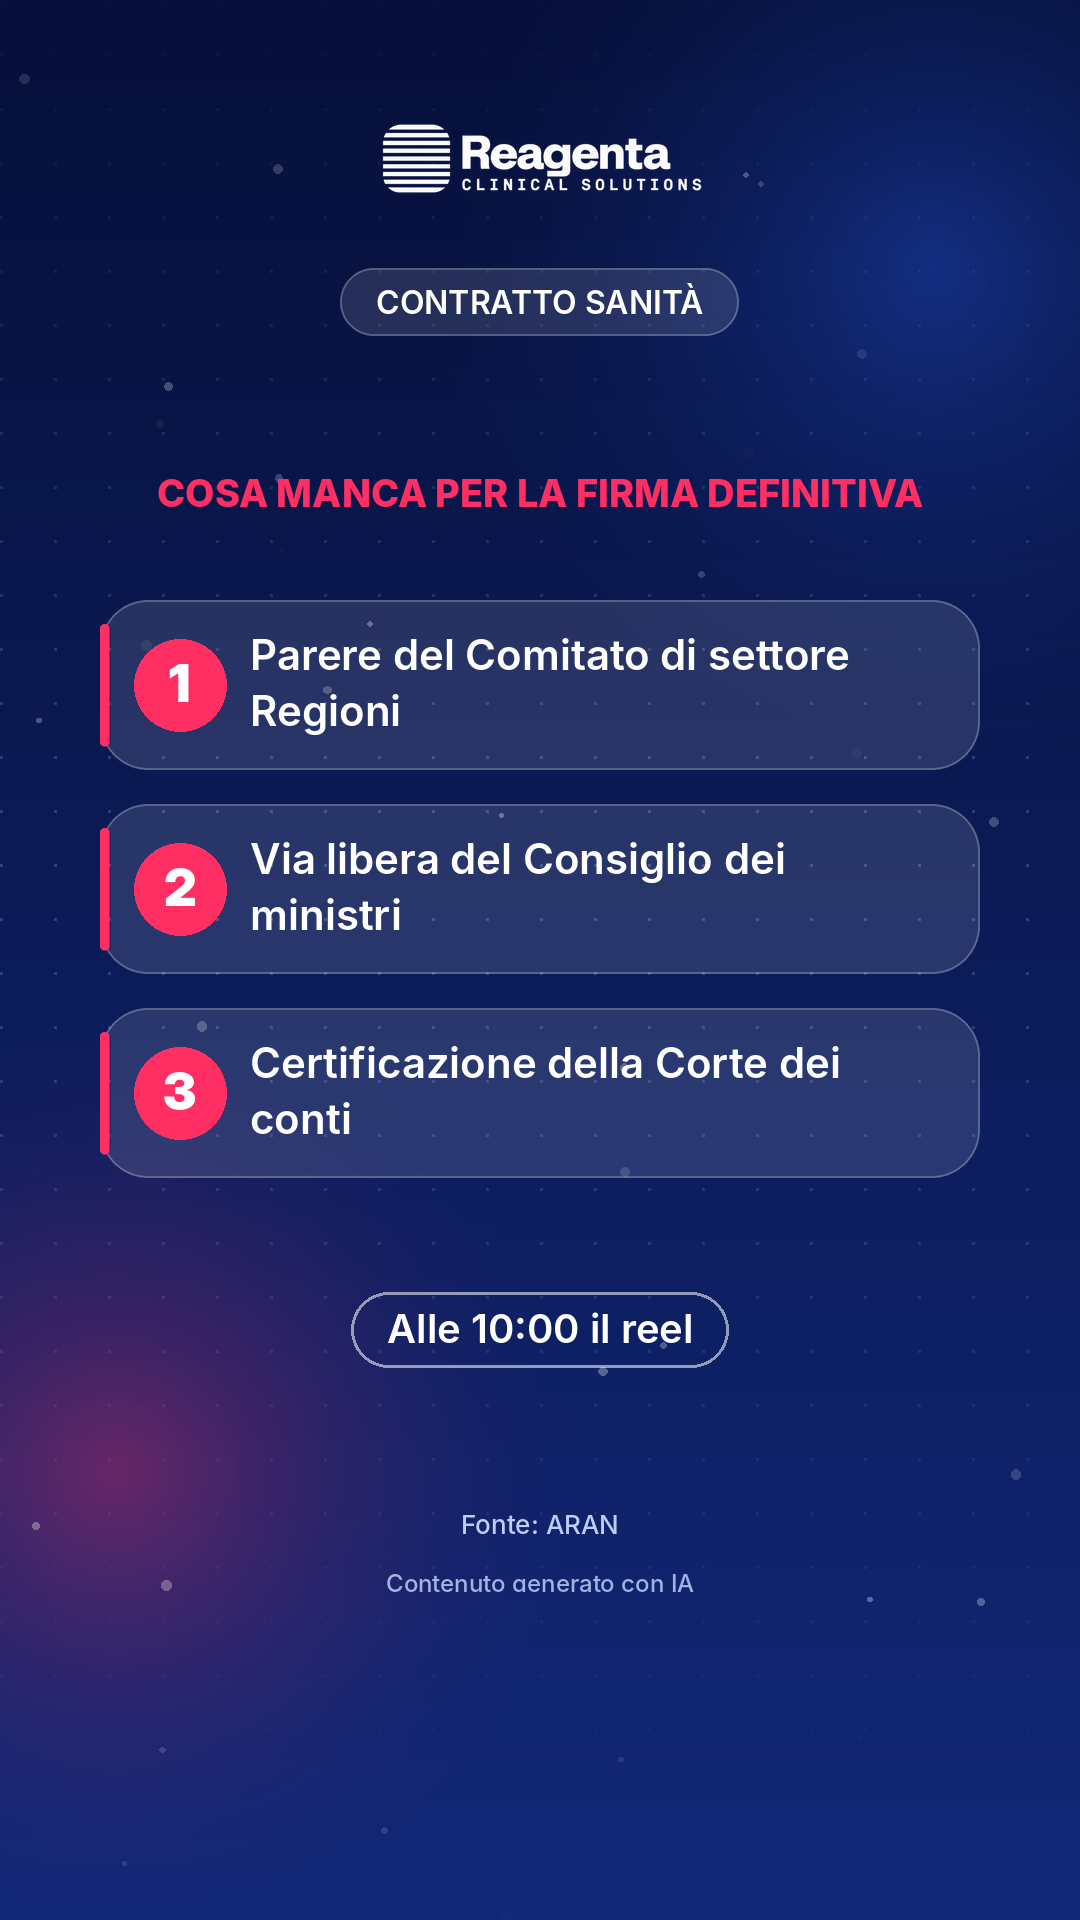 Reagenta
CLINICAL SOLUTIONS
CONTRATTO SANITÀ
COSA MANCA PER LA FIRMA DEFINITIVA
1
Parere del Comitato di settore
Regioni
2
Via libera del Consiglio dei
ministri
3
Certificazione della Corte dei
conti
Alle 10:00 il reel
Fonte: ARAN
Contenuto generato con IA